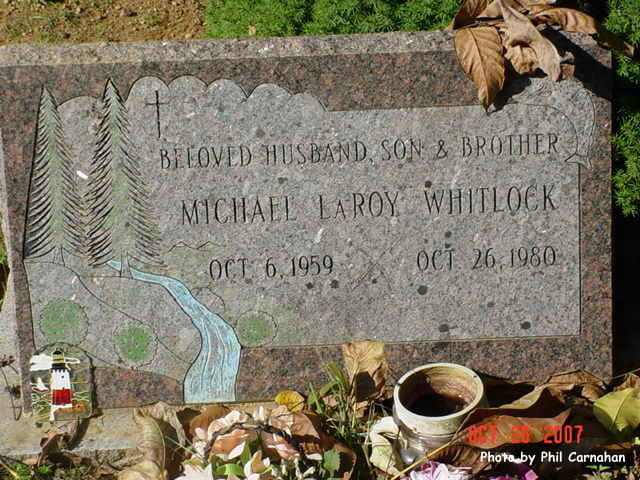 BELOVED HUSBAND, SON & BROTHER
MICHAEL LAROY WHITLOCK
OCT 6, 1959 OCT 26, 1980
OCT 28 2007
Photo by Phil Carnahan